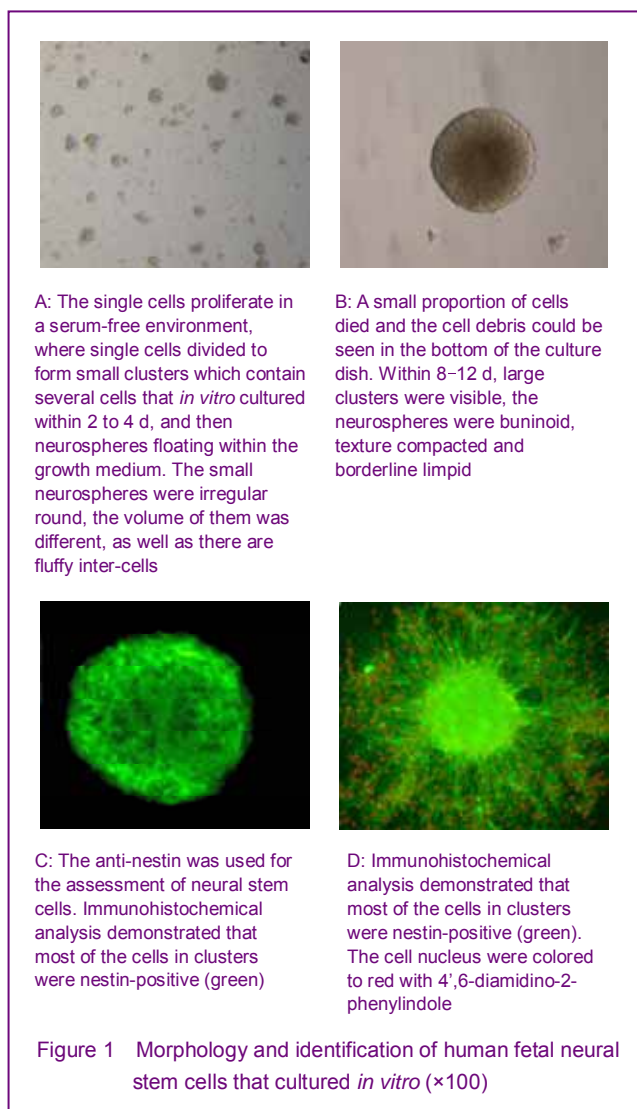 A: The single cells proliferate in
a serum-free environment,
where single cells divided to
form small clusters which contain
several cells that in vitro cultured
within 2 to 4 d, and then
neurospheres floating within the
growth medium. The small
neurospheres were irregular
round, the volume of them was
different, as well as there are
fluffy inter-cells
B: A small proportion of cells
died and the cell debris could be
seen in the bottom of the culture
dish. Within 8–12 d, large
clusters were visible, the
neurospheres were buninoid,
texture compacted and
borderline limpid
C: The anti-nestin was used for
the assessment of neural stem
cells. Immunohistochemical
analysis demonstrated that
most of the cells in clusters
were nestin-positive (green)
D: Immunohistochemical
analysis demonstrated that
most of the cells in clusters
were nestin-positive (green).
The cell nucleus were colored
to red with 4',6-diamidino-2-
phenylindole
Figure 1 Morphology and identification of human fetal neural
stem cells that cultured in vitro (×100)